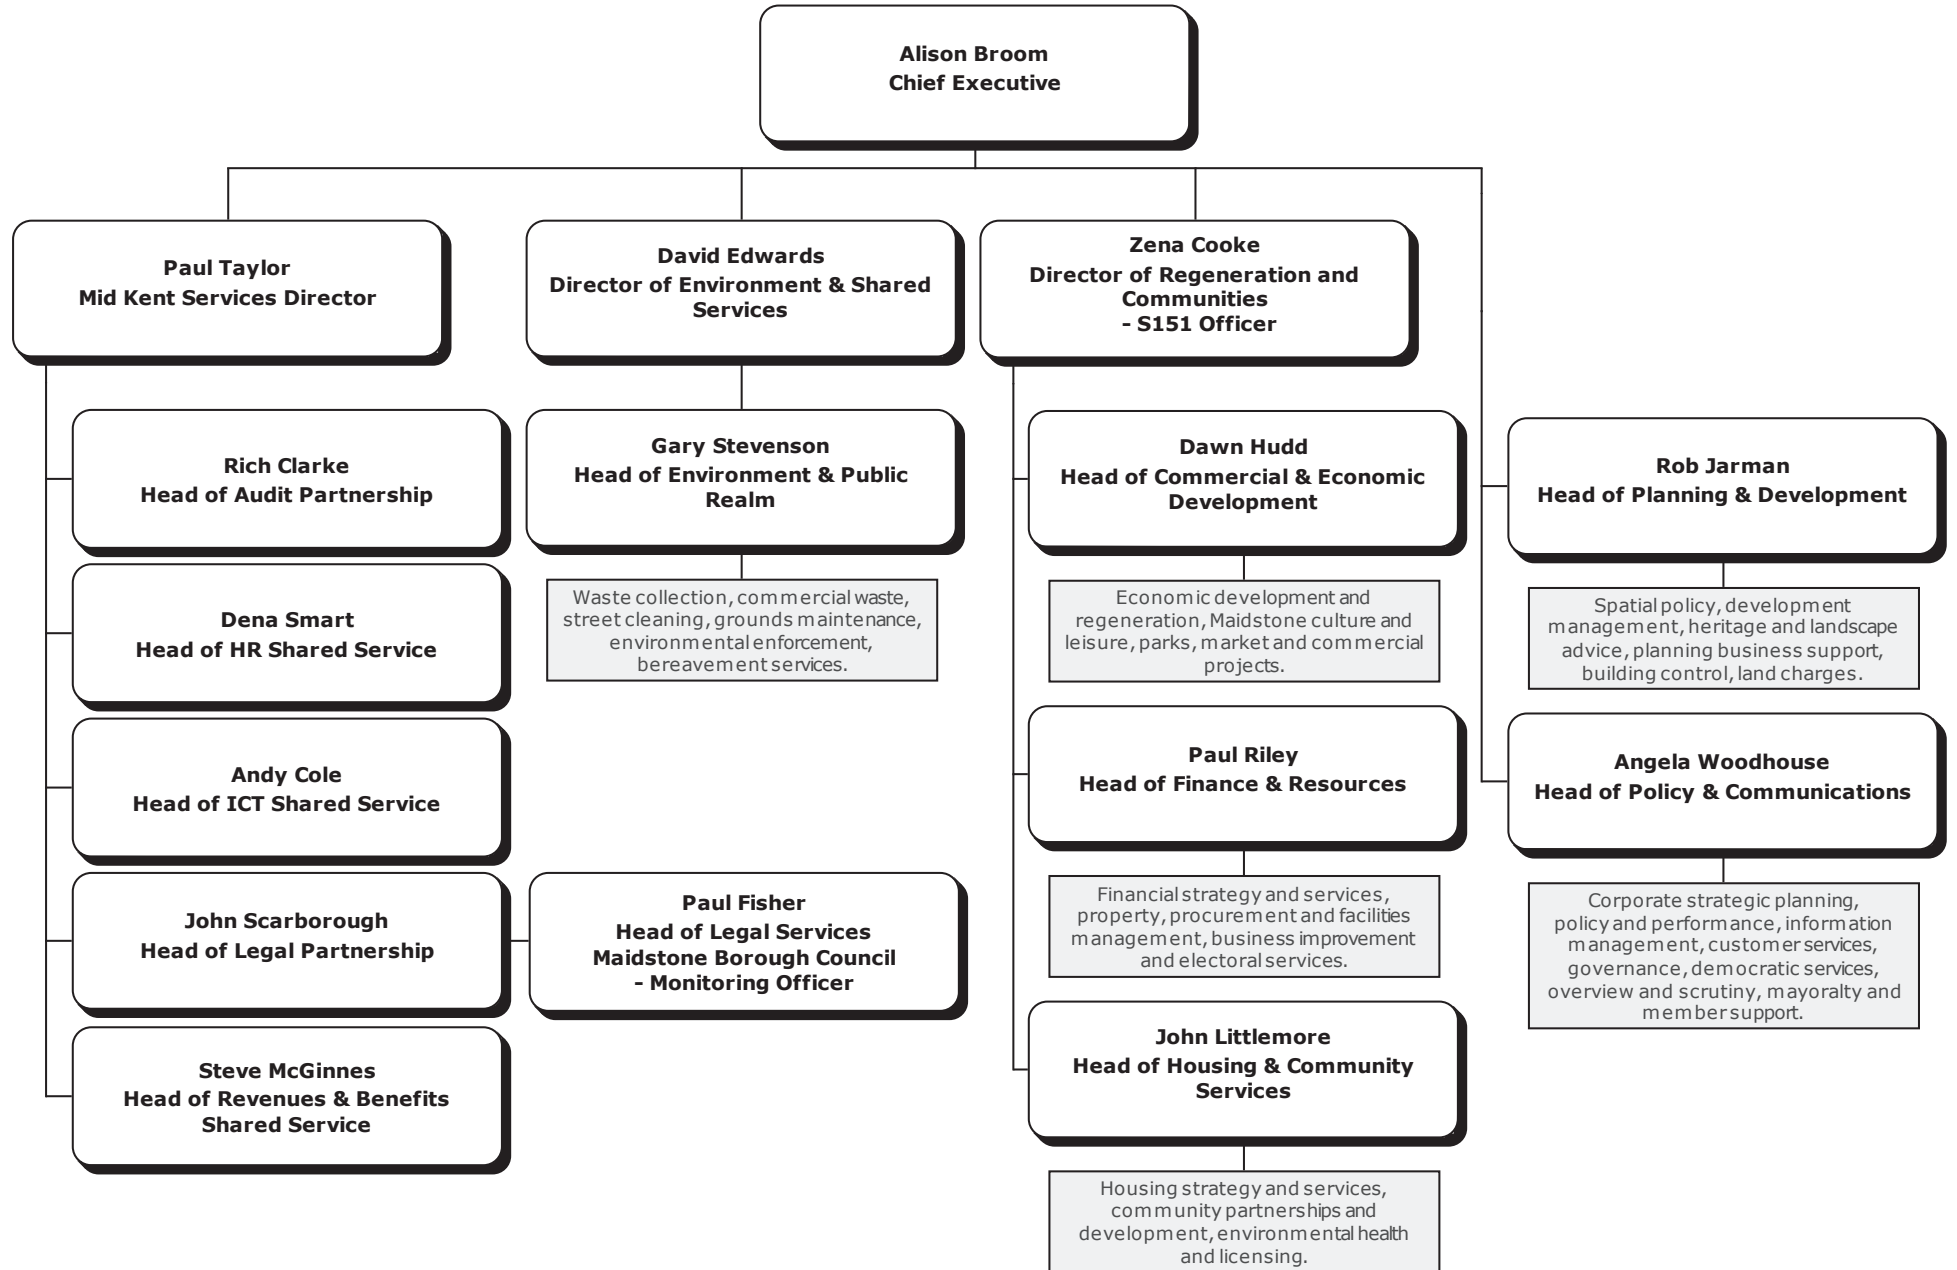 Alison Broom
Chief Executive
Paul Taylor
Mid Kent Services Director
David Edwards
Director of Environment & Shared
Services
Zena Cooke
Director of Regeneration and
Communities
- S151 Officer
Rich Clarke
Head of Audit Partnership
Dena Smart
Head of HR Shared Service
Andy Cole
Head of ICT Shared Service
John Scarborough
Head of Legal Partnership
Paul Fisher
Head of Legal Services
Maidstone Borough Council
- Monitoring Officer
Steve McGinnes
Head of Revenues & Benefits
Shared Service
Gary Stevenson
Head of Environment & Public
Realm
Waste collection, commercial waste,
street cleaning, grounds maintenance,
environmental enforcement,
bereavement services.
Dawn Hudd
Head of Commercial & Economic
Development
Economic development and
regeneration, Maidstone culture and
leisure, parks, market and commercial
projects.
Paul Riley
Head of Finance & Resources
Financial strategy and services,
property, procurement and facilities
management, business improvement
and electoral services.
John Littlemore
Head of Housing & Community
Services
Housing strategy and services,
community partnerships and
development, environmental health
and licensing.
Rob Jarman
Head of Planning & Development
Spatial policy, development
management, heritage and landscape
advice, planning business support,
building control, land charges.
Angela Woodhouse
Head of Policy & Communications
Corporate strategic planning,
policy and performance, information
management, customer services,
governance, democratic services,
overview and scrutiny, mayoralty and
member support.